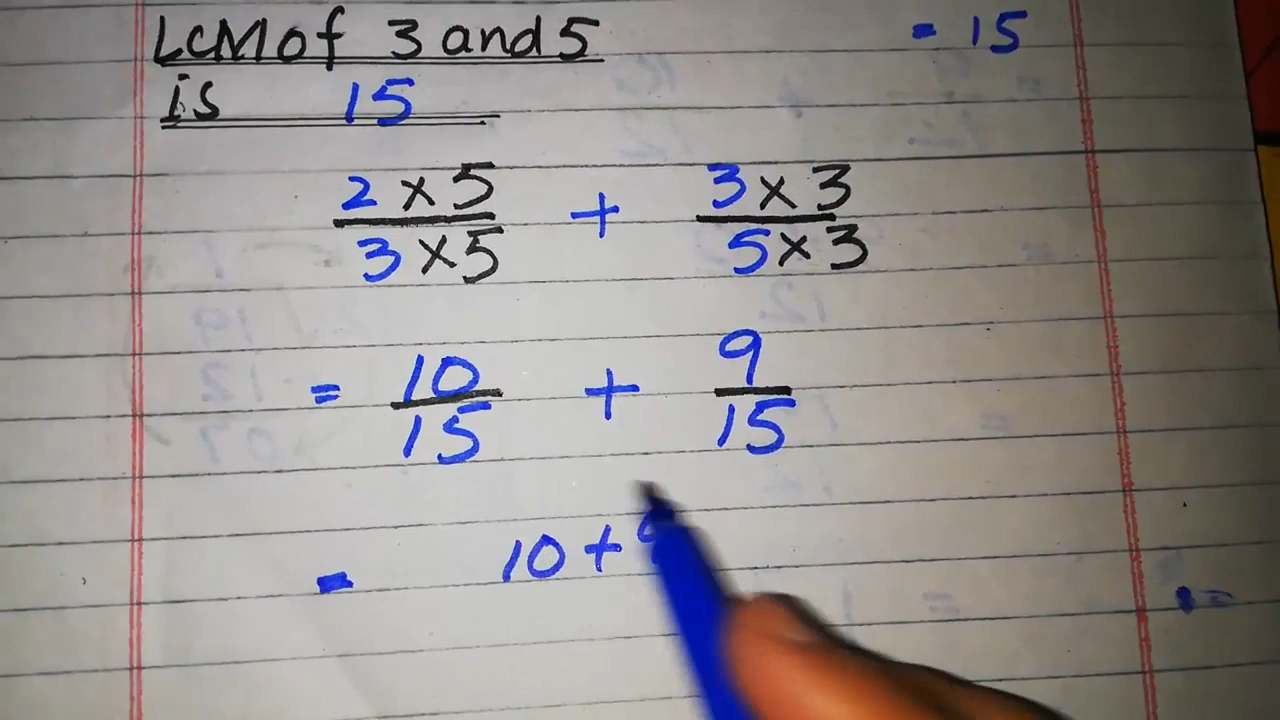 LCM of 3 and 5 = 15
is 15
2 × 5 + 3 × 3
3 × 5 5 × 3
= 10 + 9
15 15
= 10 + 9